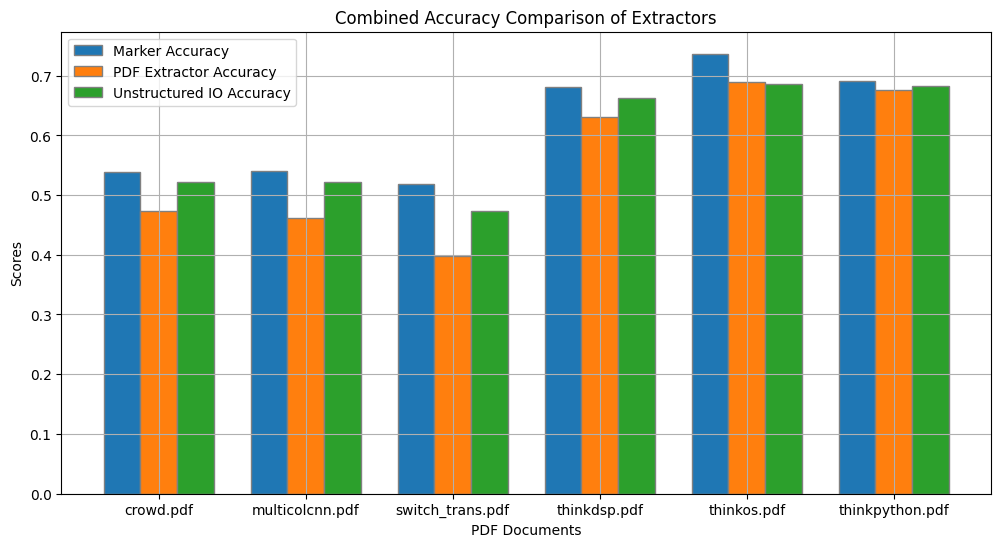 Combined Accuracy Comparison of Extractors
Marker Accuracy
PDF Extractor Accuracy
Unstructured IO Accuracy
Scores
0.7
0.6
0.5
0.4
0.3
0.2
0.1
0.0
crowd.pdf multicolcnn.pdf switch_trans.pdf thinkdsp.pdf thinkos.pdf thinkpython.pdf
PDF Documents